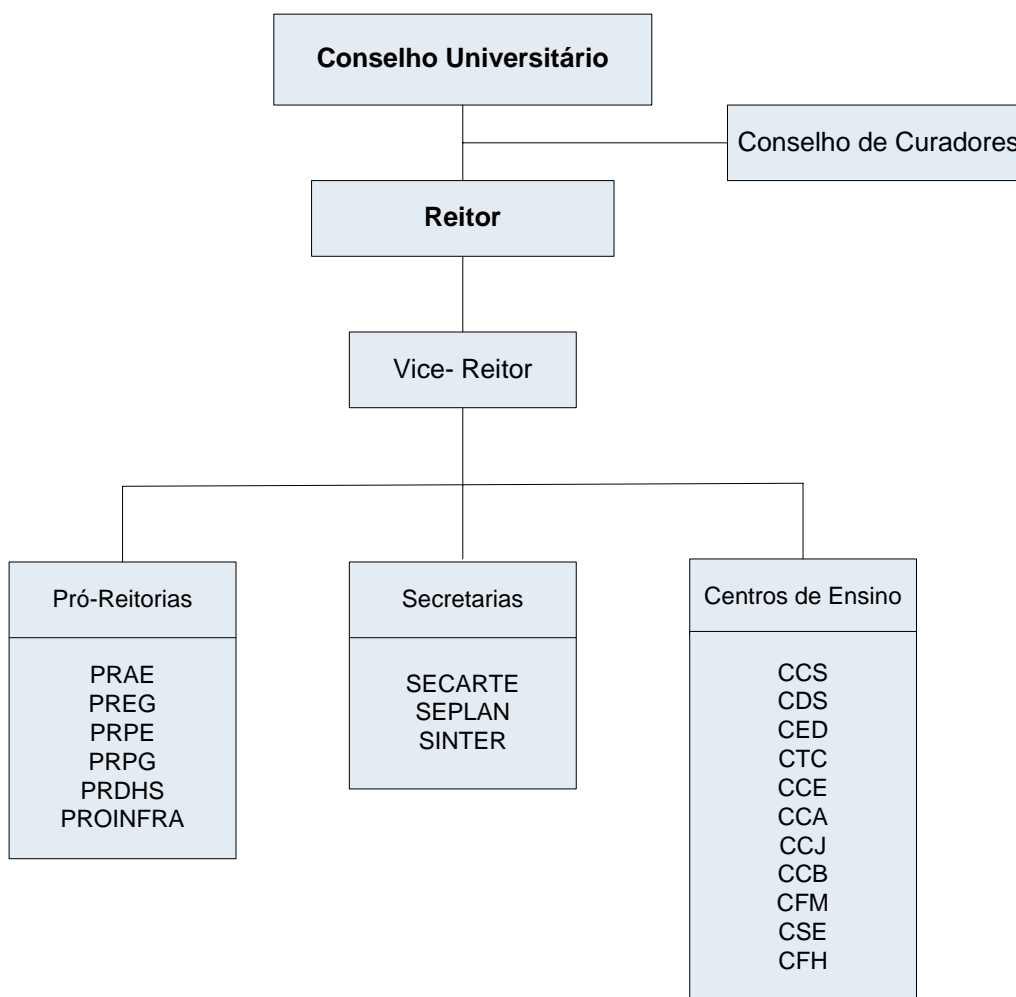 Conselho Universitário
Conselho de Curadores
Reitor
Vice- Reitor
Pró-Reitorias
PRAE
PREG
PRPE
PRPG
PRDHS
PROINFRA
Secretarias
SECARTE
SEPLAN
SINTER
Centros de Ensino
CCS
CDS
CED
CTC
CCE
CCA
CCJ
CCB
CFM
CSE
CFH